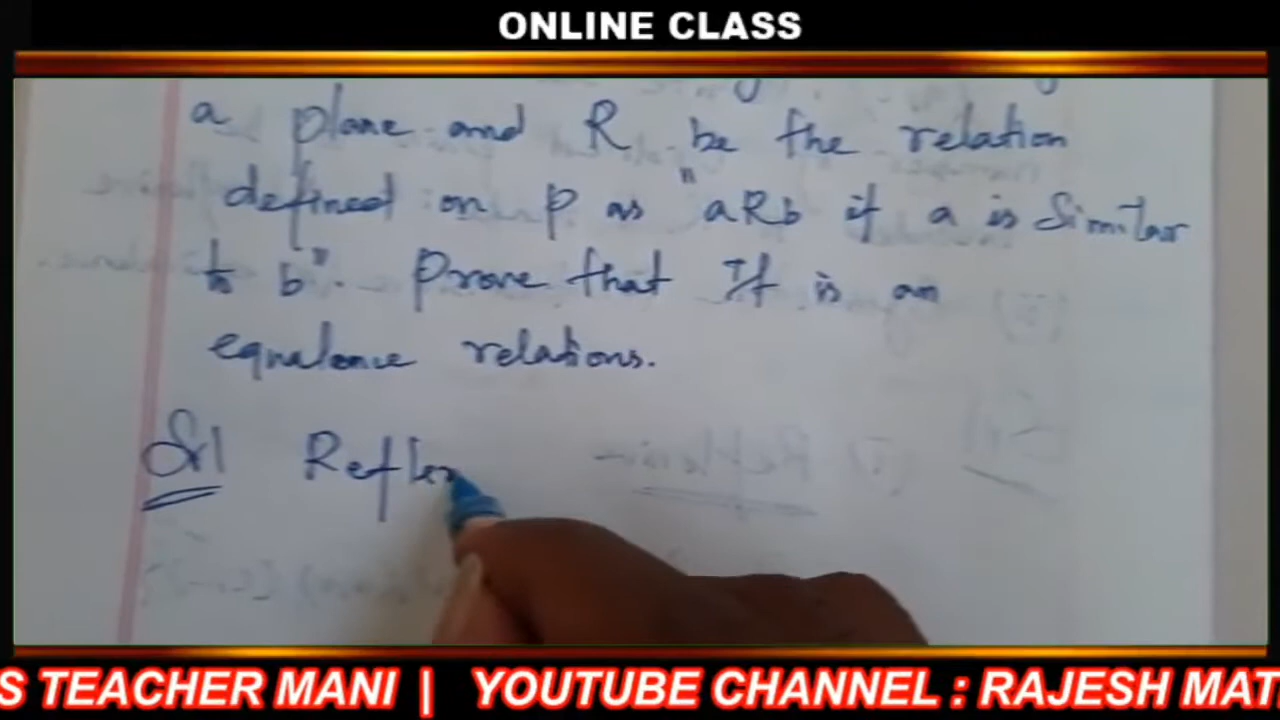 ONLINE CLASS
a plane and R be the relation
defined on P as "aRb if a is Similar
to b". Prove that It is an
equalence relations.
Sol Reflex
S TEACHER MANI | YOUTUBE CHANNEL : RAJESH MAT